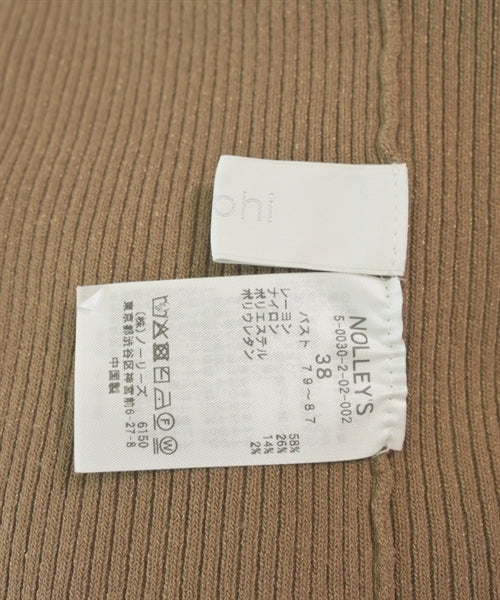 NOLLEY'S
5-0030-2-02-002
38
バスト 79〜87
レーヨン 58%
ナイロン 26%
ポリエステル 14%
ポリウレタン 2%
F W
(株)ノーリーズ 6150
東京都渋谷区神宮前6-27-8
中国製